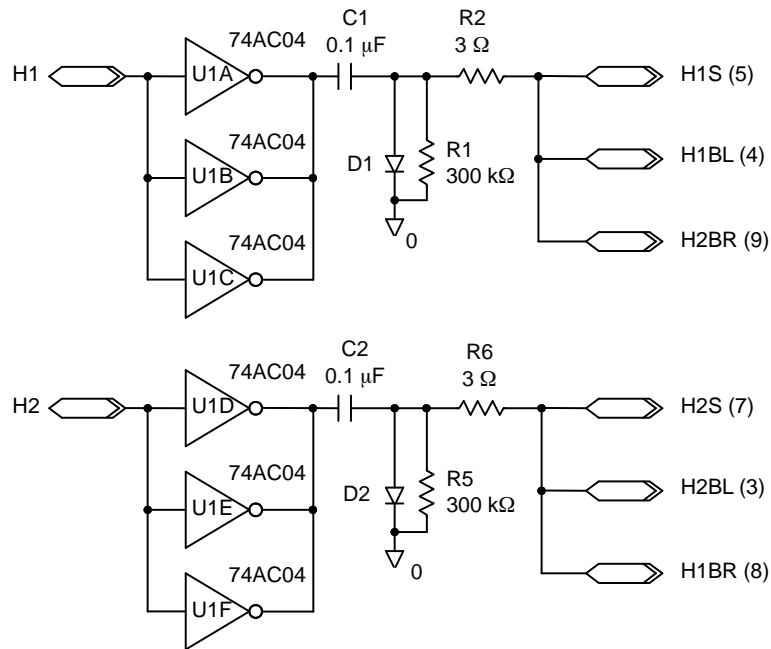 74AC04
C1
0.1 μF
R2
3 Ω
H1
U1A
H1S (5)
74AC04
D1
R1
300 kΩ
U1B
H1BL (4)
74AC04
0
U1C
H2BR (9)
74AC04
C2
0.1 μF
R6
3 Ω
H2
U1D
H2S (7)
74AC04
D2
R5
300 kΩ
U1E
H2BL (3)
74AC04
0
U1F
H1BR (8)